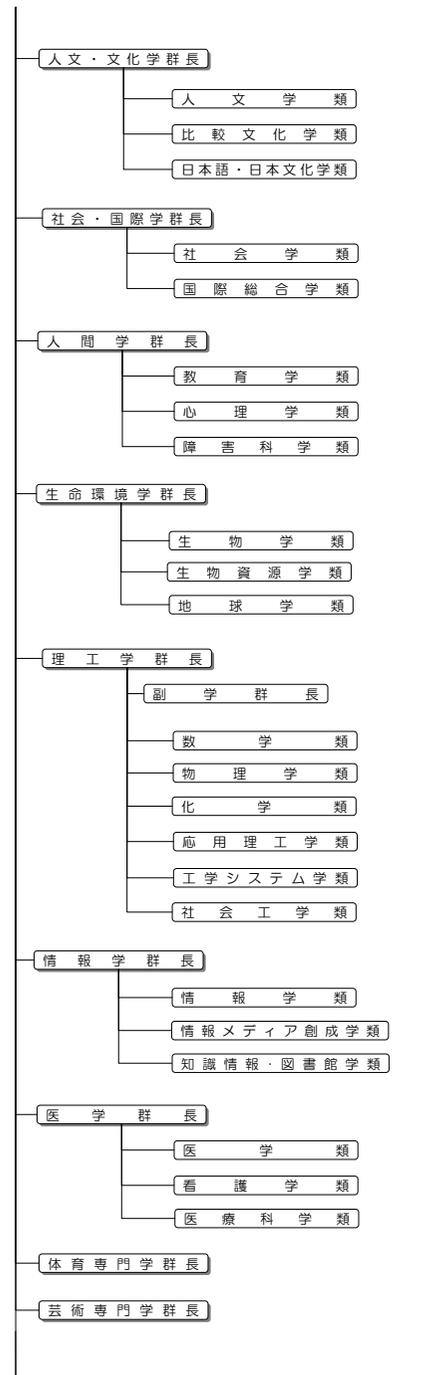 人文・文化学群長
人文学類
比較文化学類
日本語・日本文化学類
社会・国際学群長
社会学類
国際総合学類
人間学群長
教育学類
心理学類
障害科学類
生命環境学群長
生物学類
生物資源学類
地球学類
理工学群長
副学群長
数学類
物理学類
化学類
応用理工学類
工学システム学類
社会工学類
情報学群長
情報学類
情報メディア創成学類
知識情報・図書館学類
医学群長
医学類
看護学類
医療科学類
体育専門学群長
芸術専門学群長